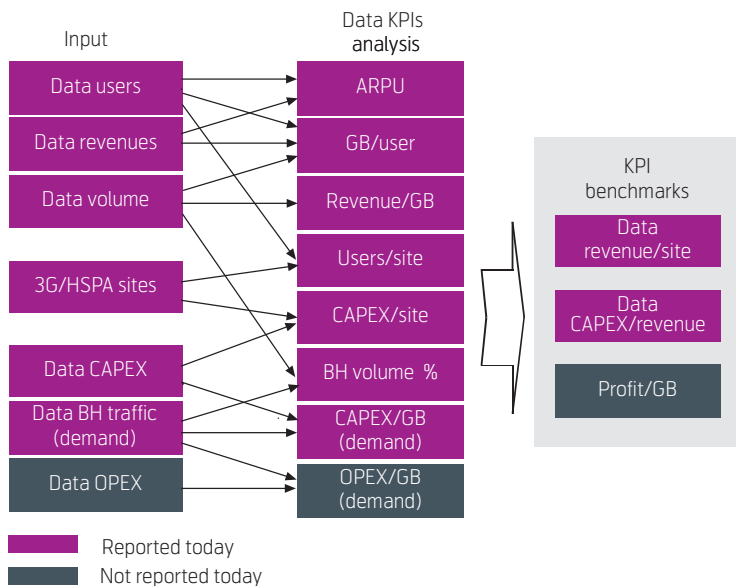 Input
Data users
Data revenues
Data volume
3G/HSPA sites
Data CAPEX
Data BH traffic
(demand)
Data OPEX
Data KPIs
analysis
ARPU
GB/user
Revenue/GB
Users/site
CAPEX/site
BH volume %
CAPEX/GB
(demand)
OPEX/GB
(demand)
KPI
benchmarks
Data
revenue/site
Data
CAPEX/revenue
Profit/GB
Reported today
Not reported today